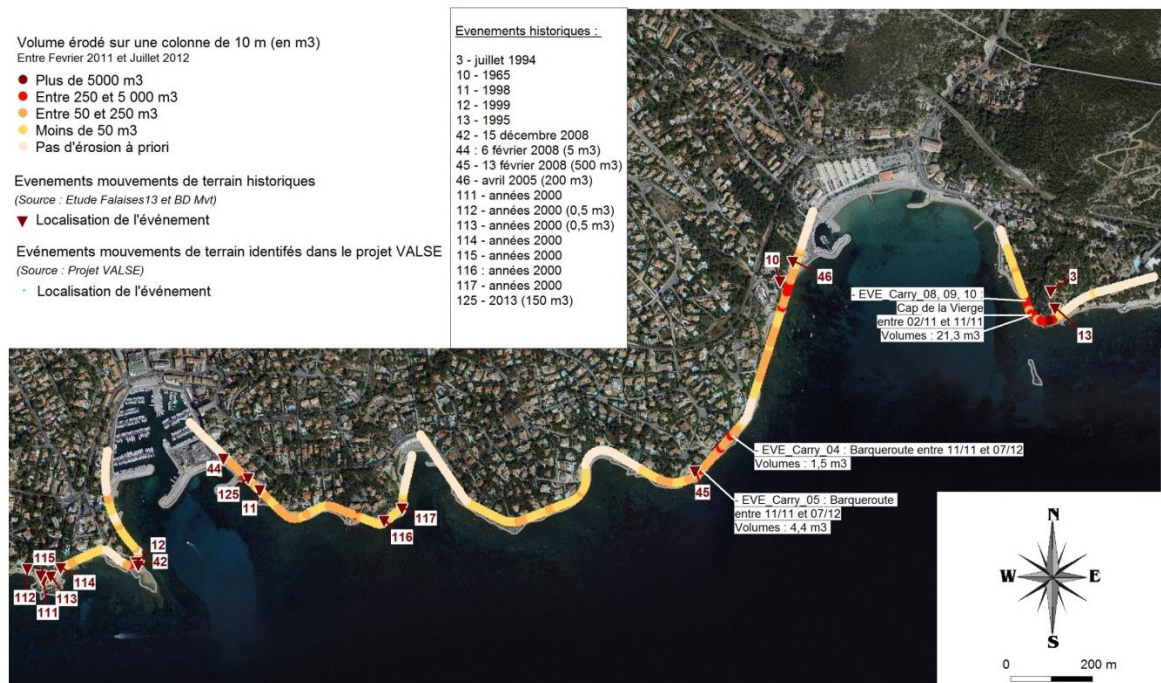 Volume érodé sur une colonne de 10 m (en m3)
Entre Fevrier 2011 et Juillet 2012
Plus de 5000 m3
Entre 250 et 5 000 m3
Entre 50 et 250 m3
Moins de 50 m3
Pas d'érosion à priori
Evenements mouvements de terrain historiques
(Source : Etude Falaises13 et BD Mvt)
Localisation de l'événement
Evénements mouvements de terrain identifés dans le projet VALSE
(Source : Projet VALSE)
Localisation de l'événement
Evenements historiques :
3 - juillet 1994
10 - 1965
11 - 1998
12 - 1999
13 - 1995
42 - 15 décembre 2008
44 : 6 février 2008 (5 m3)
45 - 13 février 2008 (500 m3)
46 - avril 2005 (200 m3)
111 - années 2000
112 - années 2000 (0,5 m3)
113 - années 2000 (0,5 m3)
114 - années 2000
115 - années 2000
116 : années 2000
117 - années 2000
125 - 2013 (150 m3)
10
46
3
- EVE_Carry_08, 09, 10 :
Cap de la Vierge
entre 02/11 et 11/11
Volumes : 21,3 m3
13
- EVE_Carry_04 : Barqueroute entre 11/11 et 07/12
Volumes : 1,5 m3
45
- EVE_Carry_05 : Barqueroute
entre 11/11 et 07/12
Volumes : 4,4 m3
44
125
11
117
116
12
42
115
114
112
113
111
N
W
E
S
0
200 m